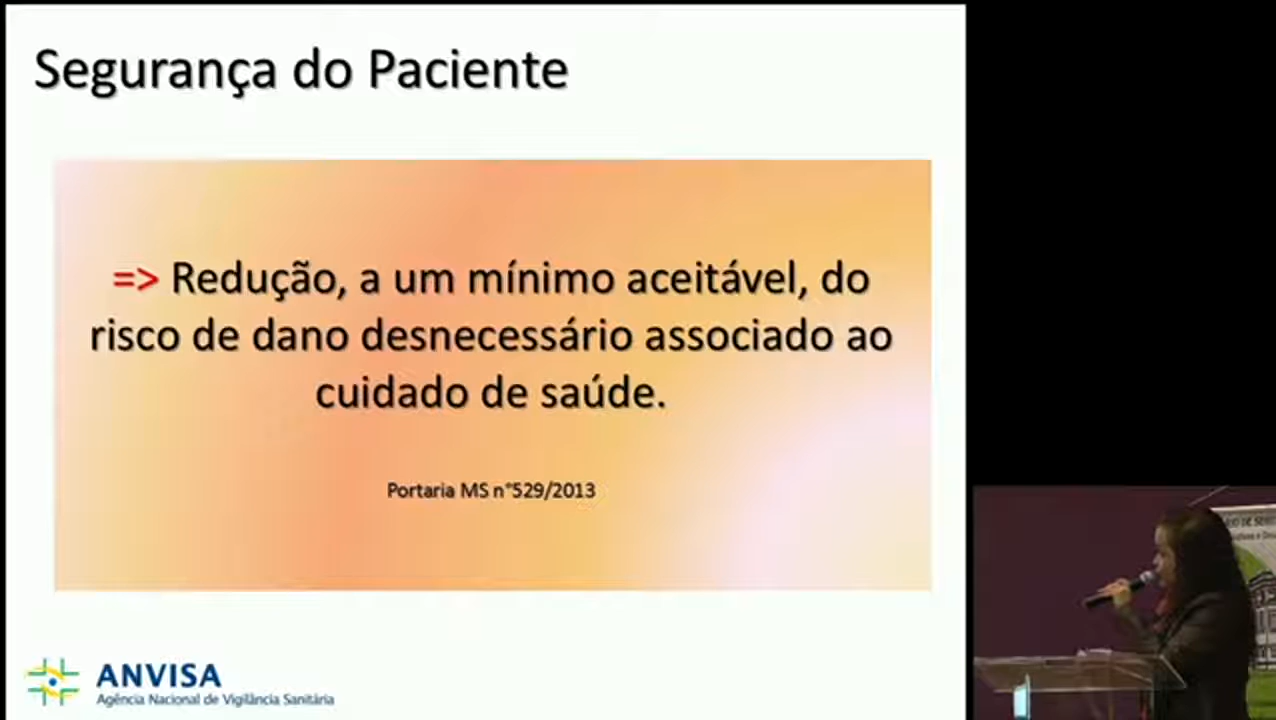 Segurança do Paciente
=> Redução, a um mínimo aceitável, do
risco de dano desnecessário associado ao
cuidado de saúde.
Portaria MS n°529/2013
ANVISA
Agência Nacional de Vigilância Sanitária